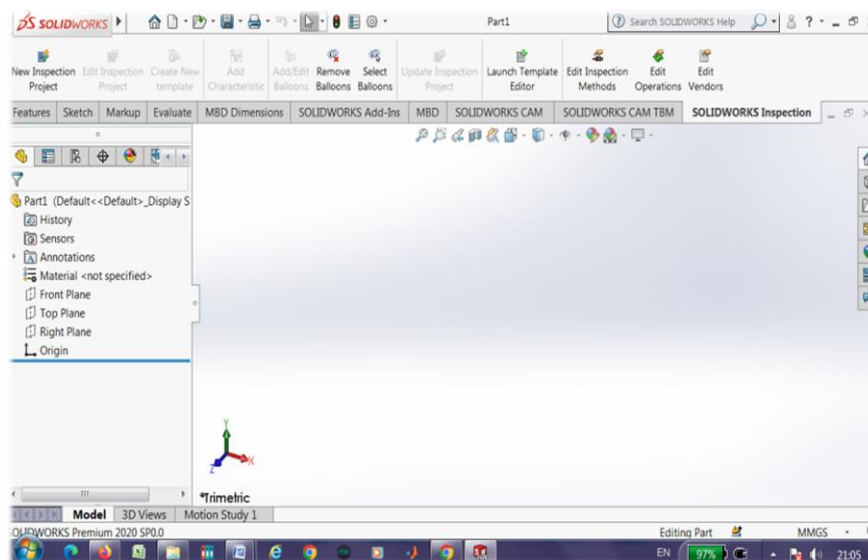 DS SOLIDWORKS Part1 Search SOLIDWORKS Help ?
New Inspection Project Edit Inspection Project Create New template Add Characteristic Add/Edit Balloons Remove Balloons Select Balloons Update Inspection Project Launch Template Editor Edit Inspection Methods Edit Operations Edit Vendors
Features Sketch Markup Evaluate MBD Dimensions SOLIDWORKS Add-Ins MBD SOLIDWORKS CAM SOLIDWORKS CAM TBM SOLIDWORKS Inspection
Part1 (Default<<Default>_Display S
History
Sensors
Annotations
Material <not specified>
Front Plane
Top Plane
Right Plane
Origin
Y
Z X
*Trimetric
Model 3D Views Motion Study 1
SOLIDWORKS Premium 2020 SP0.0 Editing Part MMGS
EN 97% 21:05